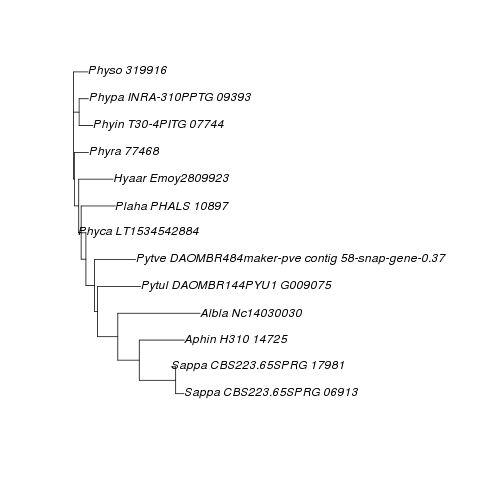 Physo 319916
Phypa INRA-310PPTG 09393
Phyin T30-4PITG 07744
Phyra 77468
Hyaar Emoy2809923
Plaha PHALS 10897
Phyca LT1534542884
Pytve DAOMBR484maker-pve contig 58-snap-gene-0.37
Pytul DAOMBR144PYU1 G009075
Albla Nc14030030
Aphin H310 14725
Sappa CBS223.65SPRG 17981
Sappa CBS223.65SPRG 06913